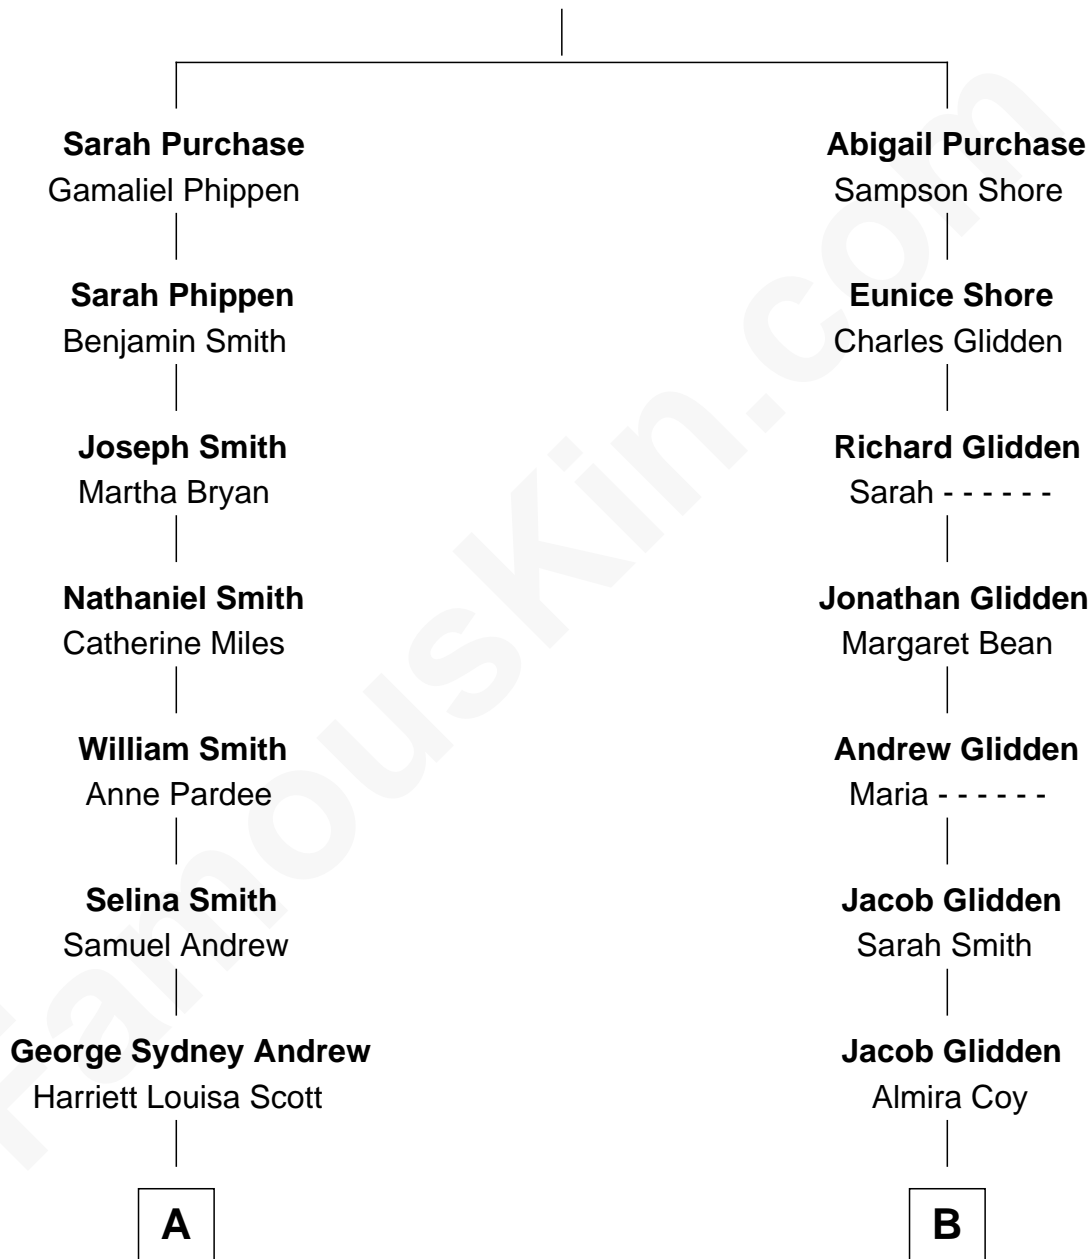 Sarah Purchase
Gamaliel Phippen
Sarah Phippen
Benjamin Smith
Joseph Smith
Martha Bryan
Nathaniel Smith
Catherine Miles
William Smith
Anne Pardee
Selina Smith
Samuel Andrew
George Sydney Andrew
Harriett Louisa Scott
A
Abigail Purchase
Sampson Shore
Eunice Shore
Charles Glidden
Richard Glidden
Sarah - - - - - -
Jonathan Glidden
Margaret Bean
Andrew Glidden
Maria - - - - - -
Jacob Glidden
Sarah Smith
Jacob Glidden
Almira Coy
B
FamousKin.com